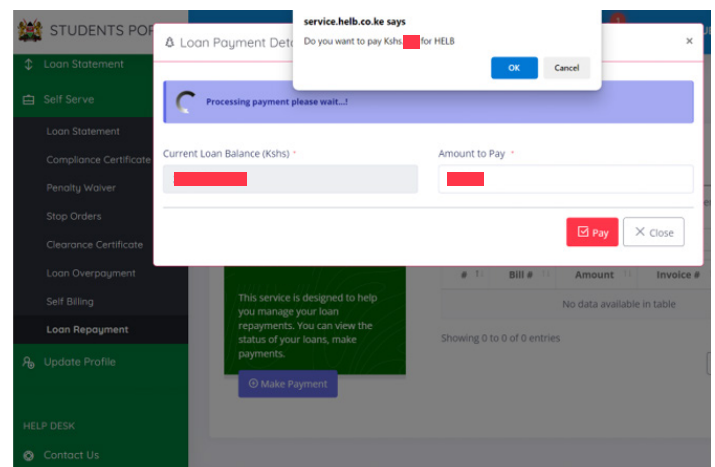 STUDENTS POR
Loan Statement
Self Serve
Loan Statement
Compliance Certificate
Penalty Waiver
Stop Orders
Clearance Certificate
Loan Overpayment
Self Billing
Loan Repayment
Update Profile
HELP DESK
Contact Us
service.helb.co.ke says
Do you want to pay Kshs. for HELB
OK Cancel
Loan Payment Det
Processing payment please wait...!
Current Loan Balance (Kshs) *
Amount to Pay *
Pay
Close
This service is designed to help
you manage your loan
repayments. You can view the
status of your loans, make
payments.
Make Payment
# Bill # Amount Invoice #
No data available in table
Showing 0 to 0 of 0 entries